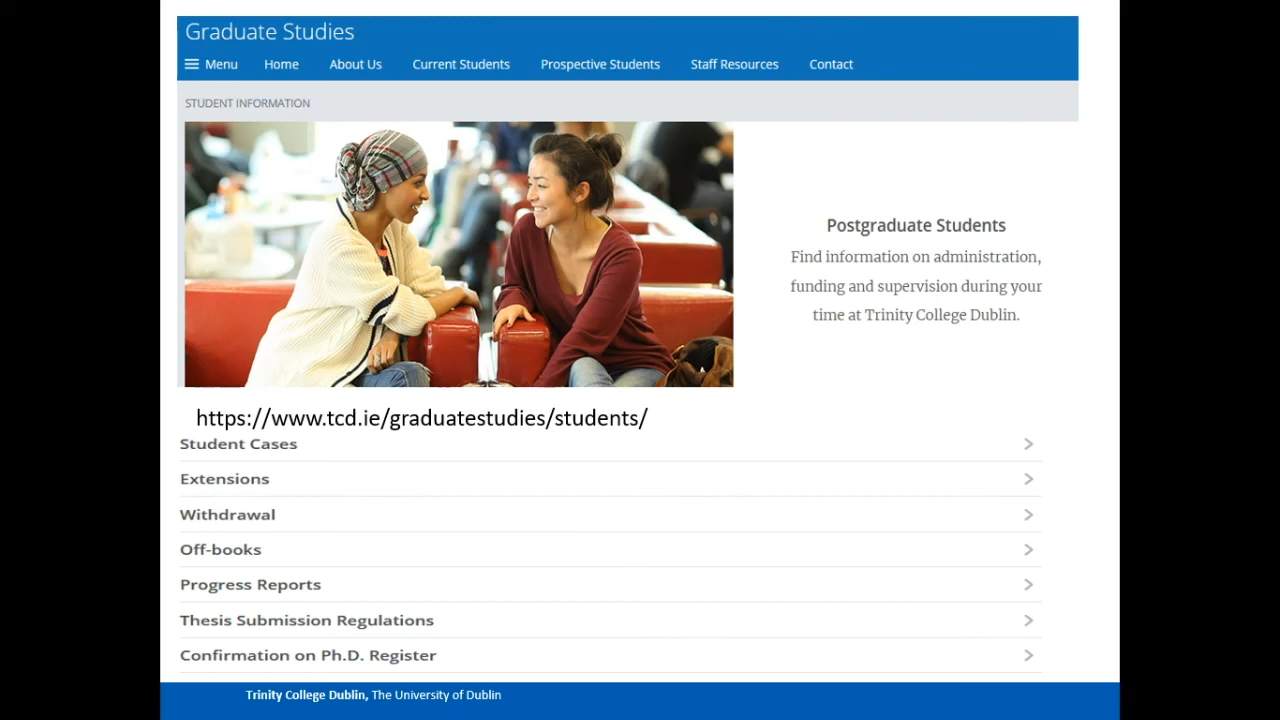 Graduate Studies
Menu Home About Us Current Students Prospective Students Staff Resources Contact
STUDENT INFORMATION
Postgraduate Students
Find information on administration,
funding and supervision during your
time at Trinity College Dublin.
https://www.tcd.ie/graduatestudies/students/
Student Cases
Extensions
Withdrawal
Off-books
Progress Reports
Thesis Submission Regulations
Confirmation on Ph.D. Register
Trinity College Dublin, The University of Dublin